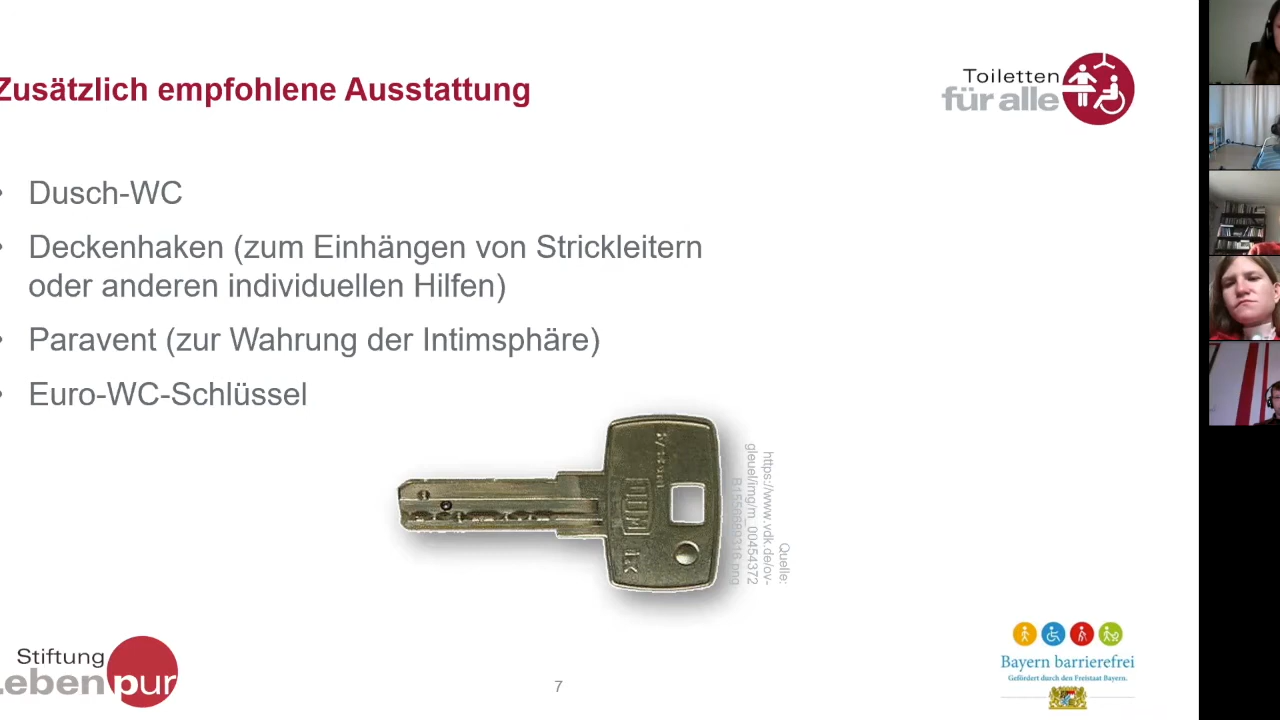 Zusätzlich empfohlene Ausstattung
Toiletten
für alle
• Dusch-WC
• Deckenhaken (zum Einhängen von Strickleitern
oder anderen individuellen Hilfen)
• Paravent (zur Wahrung der Intimsphäre)
• Euro-WC-Schlüssel
DOM
Quelle:
https://www.vdk.de/ov-
gleuel/img/m_00454372
Stiftung
Leben pur
7
Bayern barrierefrei
Gefördert durch den Freistaat Bayern.